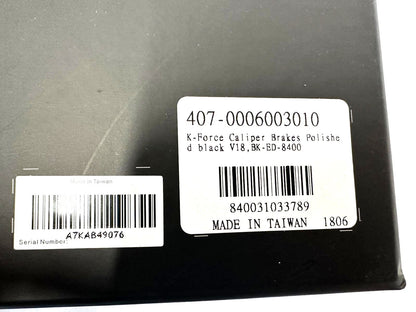 407-0006003010
K-Force Caliper Brakes Polishe
d black V18,BK-ED-8400
840031033789
MADE IN TAIWAN 1806
Made in Taiwan
A7KAB49076
Serial Number: